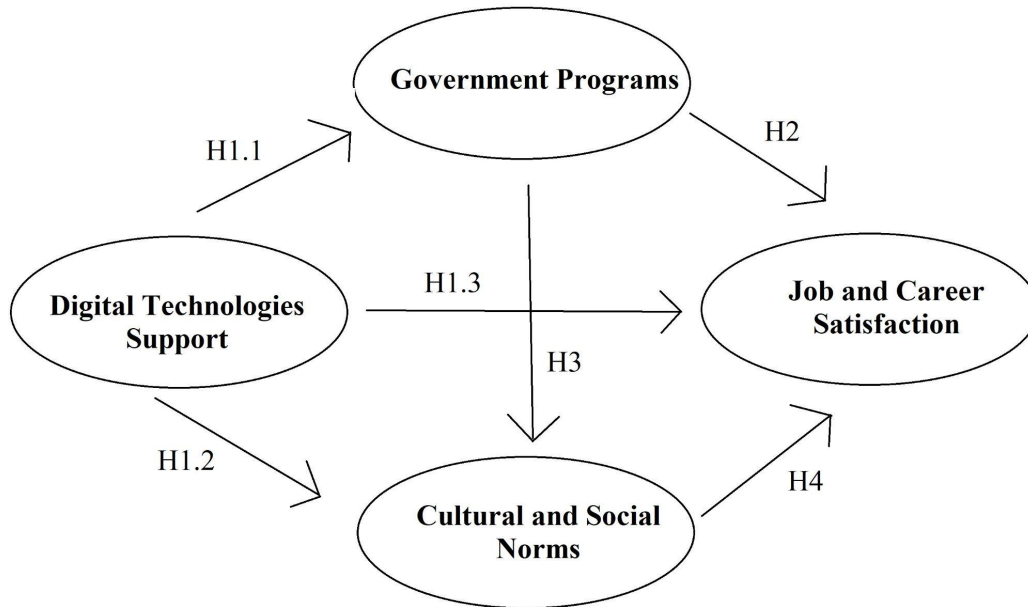 Government Programs
H1.1
H2
Digital Technologies
Support
H1.3
Job and Career
Satisfaction
H3
H1.2
H4
Cultural and Social
Norms